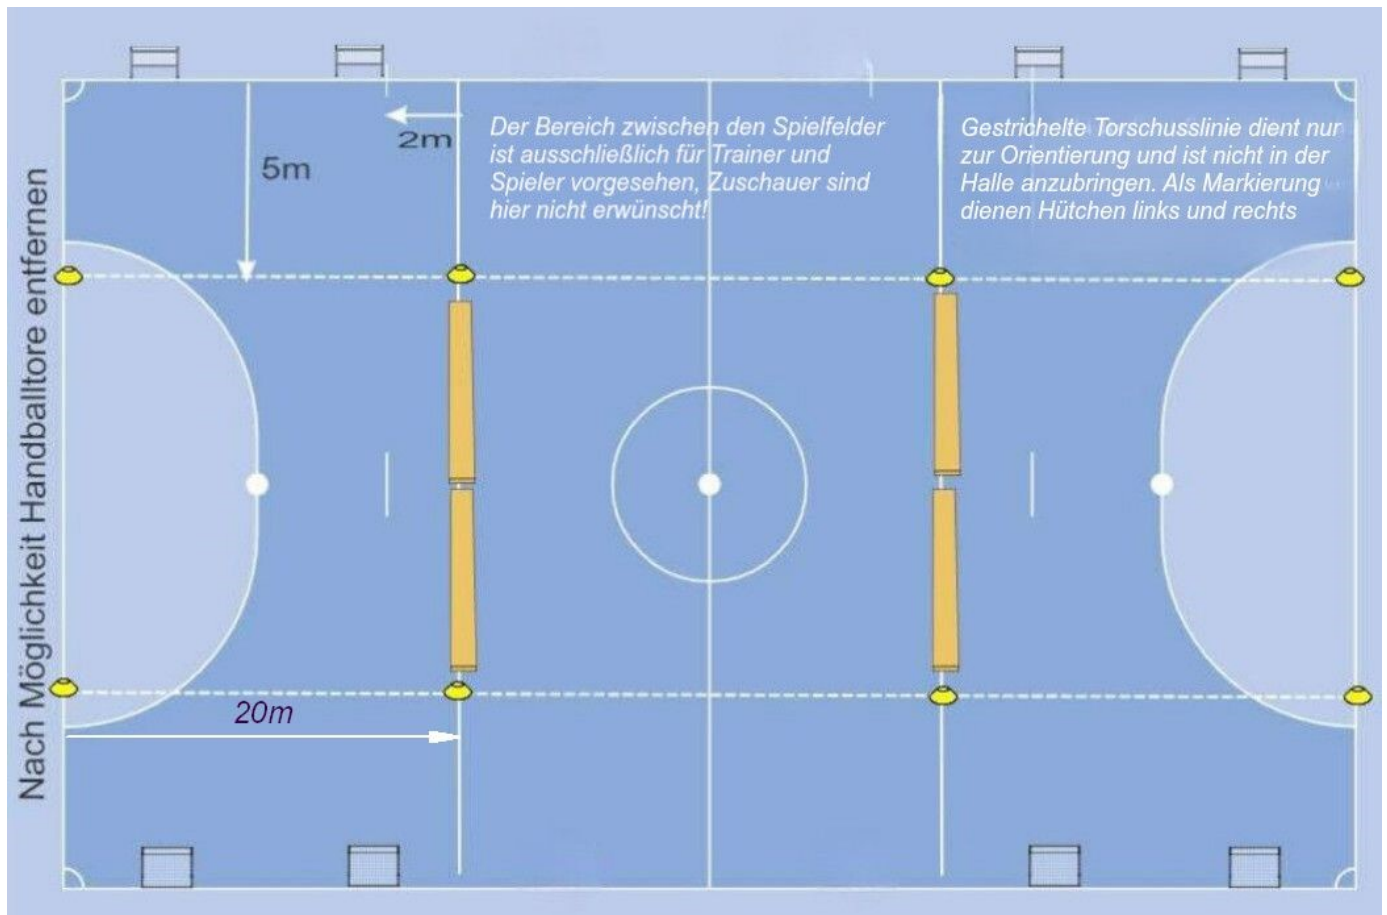 Nach Möglichkeit Handballtore entfernen
5m
2m
Der Bereich zwischen den Spielfelder
ist ausschließlich für Trainer und
Spieler vorgesehen, Zuschauer sind
hier nicht erwünscht!
Gestrichelte Torschusslinie dient nur
zur Orientierung und ist nicht in der
Halle anzubringen. Als Markierung
dienen Hütchen links und rechts
20m